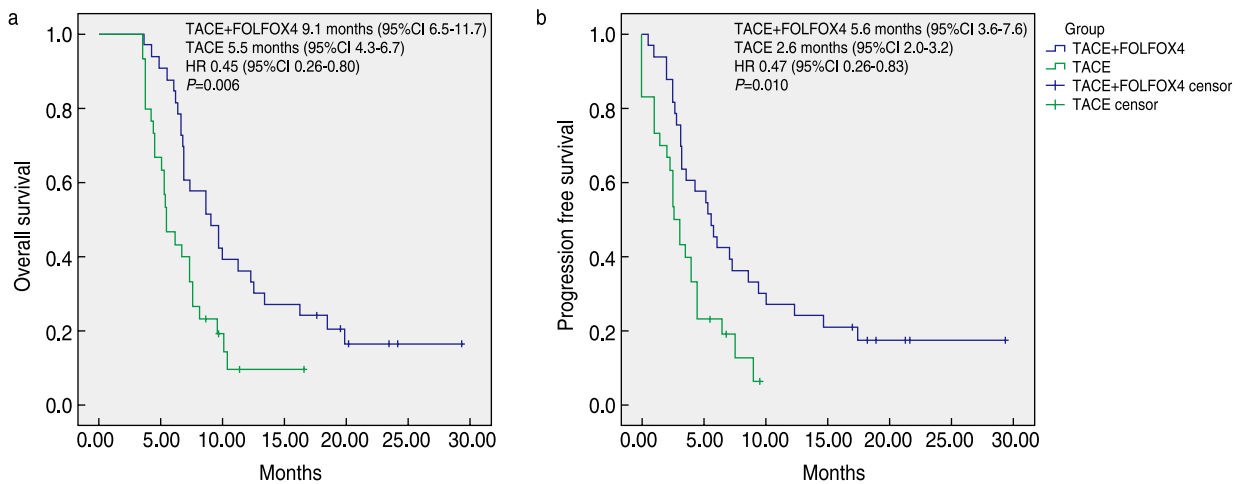 a
TACE+FOLFOX4 9.1 months (95%CI 6.5-11.7)
TACE 5.5 months (95%CI 4.3-6.7)
HR 0.45 (95%CI 0.26-0.80)
P=0.006
Overall survival
1.0
0.8
0.6
0.4
0.2
0.0
0.00 5.00 10.00 15.00 20.00 25.00 30.00
Months
b
TACE+FOLFOX4 5.6 months (95%CI 3.6-7.6)
TACE 2.6 months (95%CI 2.0-3.2)
HR 0.47 (95%CI 0.26-0.83)
P=0.010
Progression free survival
1.0
0.8
0.6
0.4
0.2
0.0
0.00 5.00 10.00 15.00 20.00 25.00 30.00
Months
Group
TACE+FOLFOX4
TACE
TACE+FOLFOX4 censor
TACE censor